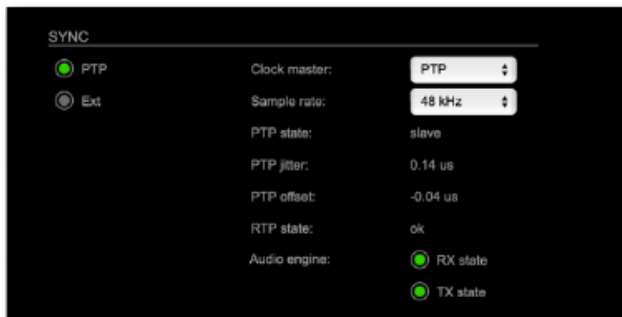 SYNC
PTP Clock master: PTP
Ext Sample rate: 48 kHz
PTP state: slave
PTP jitter: 0.14 us
PTP offset: -0.04 us
RTP state: ok
Audio engine: RX state
TX state